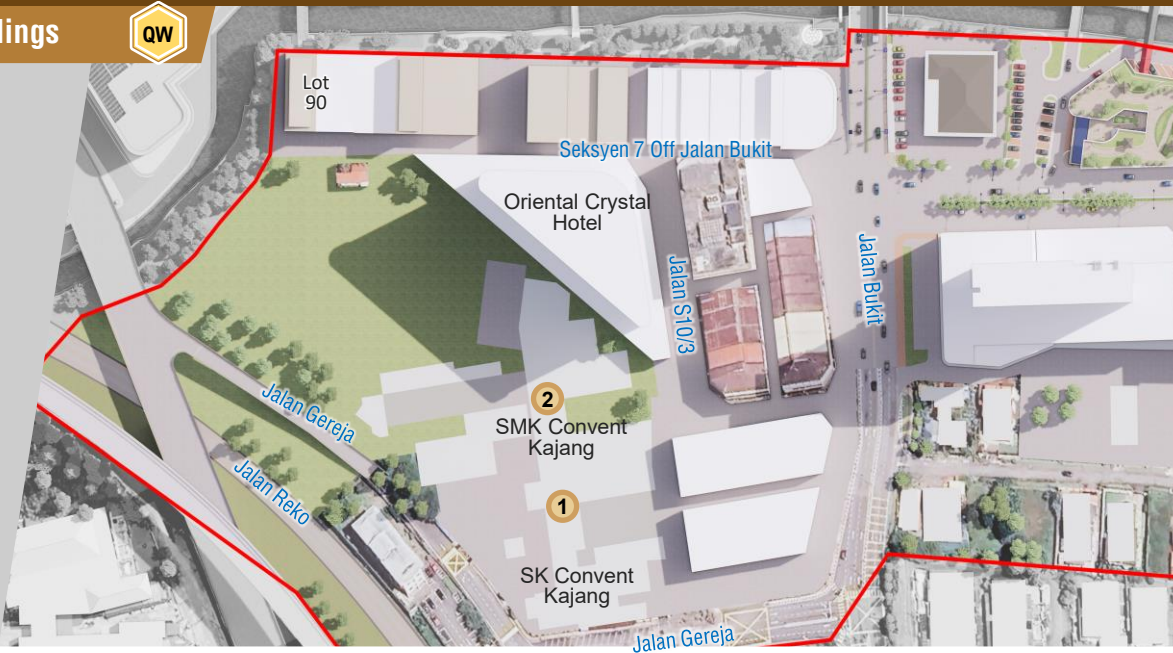 lings
QW
Lot
90
Seksyen 7 Off Jalan Bukit
Oriental Crystal
Hotel
Jalan S10/3
Jalan Bukit
2
SMK Convent
Kajang
Jalan Gereja
Jalan Reko
1
SK Convent
Kajang
Jalan Gereja